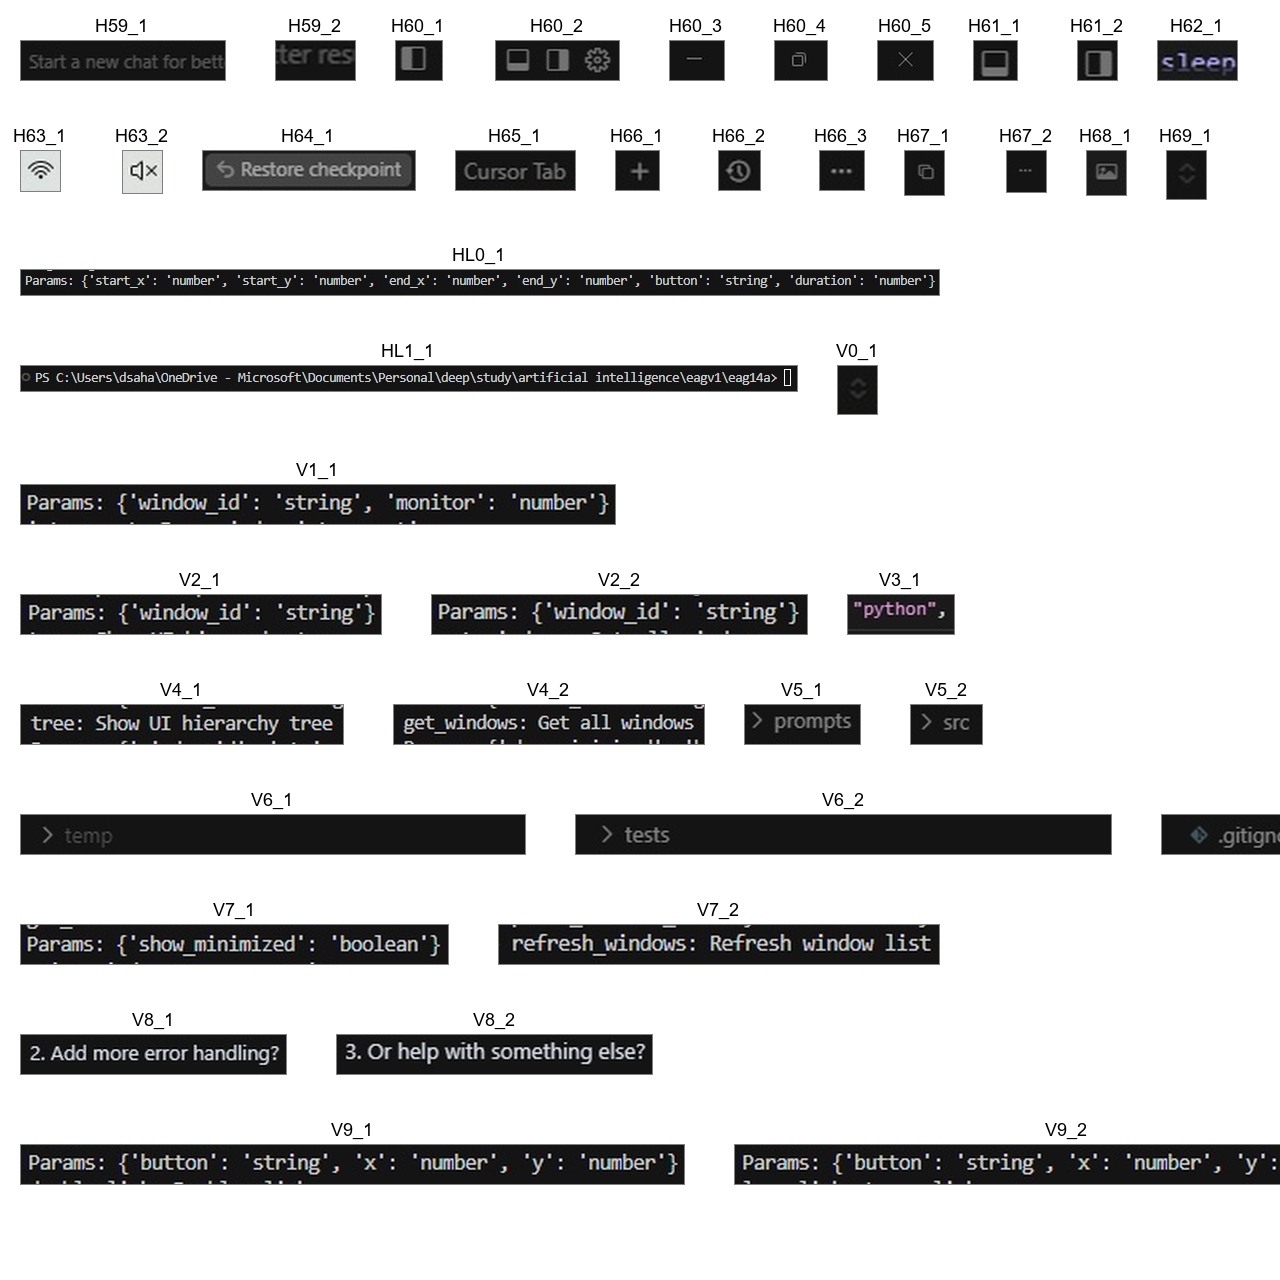 H59_1 H59_2 H60_1 H60_2 H60_3 H60_4 H60_5 H61_1 H61_2 H62_1
Start a new chat for bett ter res sleep
H63_1 H63_2 H64_1 H65_1 H66_1 H66_2 H66_3 H67_1 H67_2 H68_1 H69_1
Restore checkpoint Cursor Tab
HL0_1
Params: {'start_x': 'number', 'start_y': 'number', 'end_x': 'number', 'end_y': 'number', 'button': 'string', 'duration': 'number'}
HL1_1 V0_1
PS C:\Users\dsaha\OneDrive - Microsoft\Documents\Personal\deep\study\artificial intelligence\eagv1\eag14a>
V1_1
Params: {'window_id': 'string', 'monitor': 'number'}
V2_1 V2_2 V3_1
Params: {'window_id': 'string'} Params: {'window_id': 'string'} "python",
V4_1 V4_2 V5_1 V5_2
tree: Show UI hierarchy tree get_windows: Get all windows > prompts > src
V6_1 V6_2
> temp > tests .gitign
V7_1 V7_2
Params: {'show_minimized': 'boolean'} refresh_windows: Refresh window list
V8_1 V8_2
2. Add more error handling? 3. Or help with something else?
V9_1 V9_2
Params: {'button': 'string', 'x': 'number', 'y': 'number'} Params: {'button': 'string', 'x': 'number', 'y':